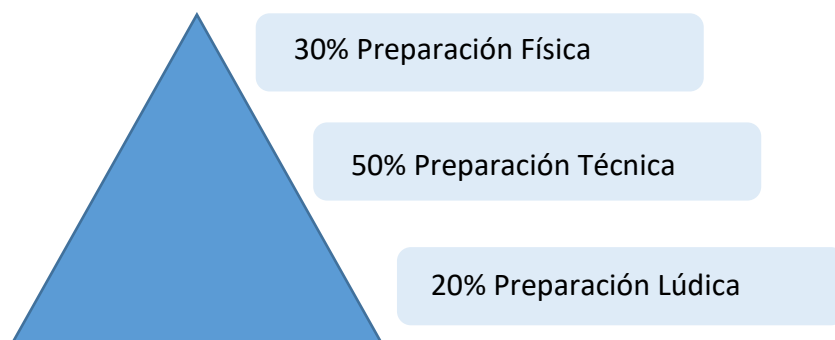 30% Preparación Física
50% Preparación Técnica
20% Preparación Lúdica